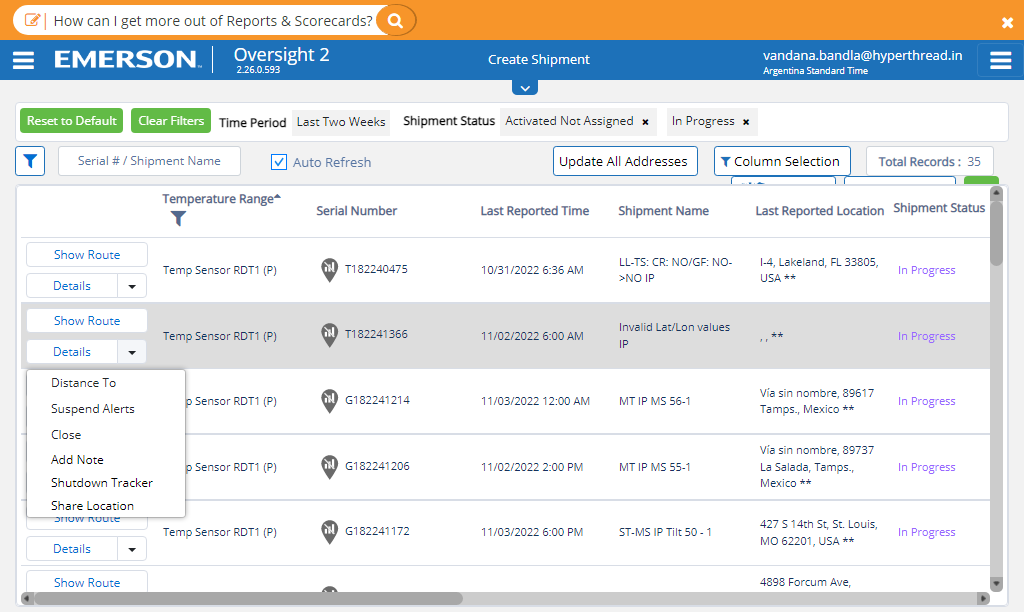 How can I get more out of Reports & Scorecards?
EMERSON Oversight 2
2.26.0.593
Create Shipment
vandana.bandla@hyperthread.in
Argentina Standard Time
Reset to Default Clear Filters Time Period Last Two Weeks Shipment Status Activated Not Assigned × In Progress ×
Serial # / Shipment Name Auto Refresh Update All Addresses Column Selection Total Records : 35
Temperature Range Serial Number Last Reported Time Shipment Name Last Reported Location Shipment Status
Show Route
Details
Temp Sensor RDT1 (P) T182240475 10/31/2022 6:36 AM
LL-TS: CR: NO/GF: NO-
>NO IP
I-4, Lakeland, FL 33805,
USA **
In Progress
Show Route
Details
Temp Sensor RDT1 (P) T182241366 11/02/2022 6:00 AM
Invalid Lat/Lon values
IP
, , **
In Progress
Distance To
Suspend Alerts
Close
Add Note
Shutdown Tracker
Share Location
p Sensor RDT1 (P) G182241214 11/03/2022 12:00 AM MT IP MS 56-1
Vía sin nombre, 89617
Tamps., Mexico **
In Progress
p Sensor RDT1 (P) G182241206 11/02/2022 2:00 PM MT IP MS 55-1
Vía sin nombre, 89737
La Salada, Tamps.,
Mexico **
In Progress
Show Route
Details
Temp Sensor RDT1 (P) G182241172 11/03/2022 6:00 PM ST-MS IP Tilt 50 - 1
427 S 14th St, St. Louis,
MO 62201, USA **
In Progress
Show Route
4898 Forcum Ave,